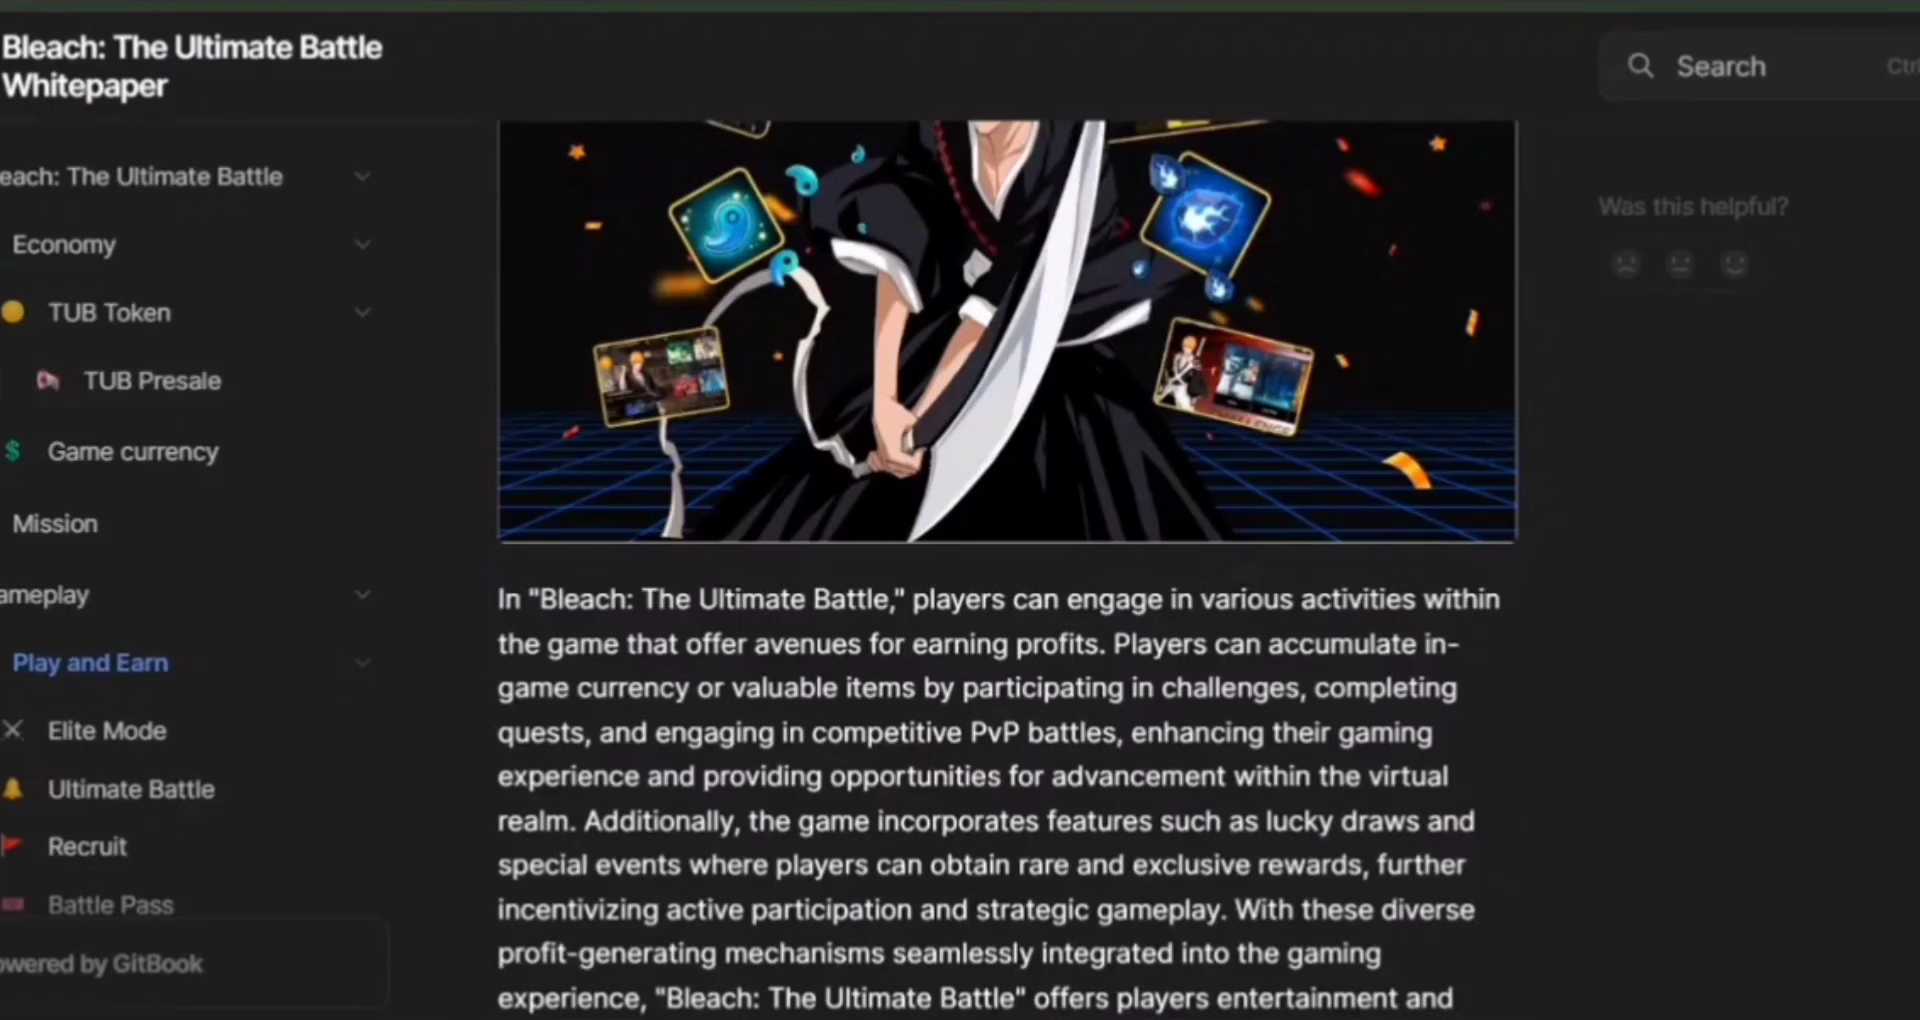 Bleach: The Ultimate Battle
Whitepaper
Search
Ctrl
each: The Ultimate Battle
Economy
TUB Token
TUB Presale
$
Game currency
Mission
ameplay
Play and Earn
Elite Mode
Ultimate Battle
Recruit
Battle Pass
owered by GitBook
In "Bleach: The Ultimate Battle," players can engage in various activities within
the game that offer avenues for earning profits. Players can accumulate in-
game currency or valuable items by participating in challenges, completing
quests, and engaging in competitive PvP battles, enhancing their gaming
experience and providing opportunities for advancement within the virtual
realm. Additionally, the game incorporates features such as lucky draws and
special events where players can obtain rare and exclusive rewards, further
incentivizing active participation and strategic gameplay. With these diverse
profit-generating mechanisms seamlessly integrated into the gaming
experience, "Bleach: The Ultimate Battle" offers players entertainment and
Was this helpful?